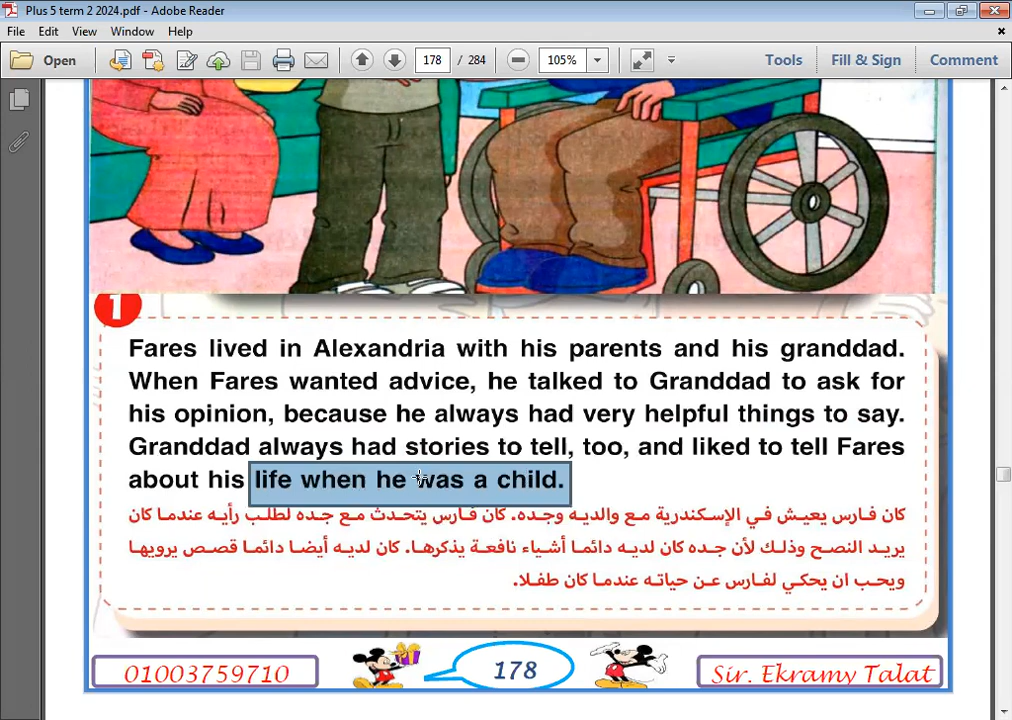 Plus 5 term 2 2024.pdf - Adobe Reader
File Edit View Window Help
Open 178 / 284 105% Tools Fill & Sign Comment
1
Fares lived in Alexandria with his parents and his granddad.
When Fares wanted advice, he talked to Granddad to ask for
his opinion, because he always had very helpful things to say.
Granddad always had stories to tell, too, and liked to tell Fares
about his life when he was a child.
كان فارس يعيش في الإسكندرية مع والديه وجده. كان فارس يتحدث مع جده لطلب رأيه عندما كان
يريد النصح وذلك لأن جده كان لديه دائما أشياء نافعة يذكرها. كان لديه أيضا دائما قصص يرويها
ويحب ان يحكي لفارس عن حياته عندما كان طفلا.
01003759710 178 Sir. Ekramy Talat